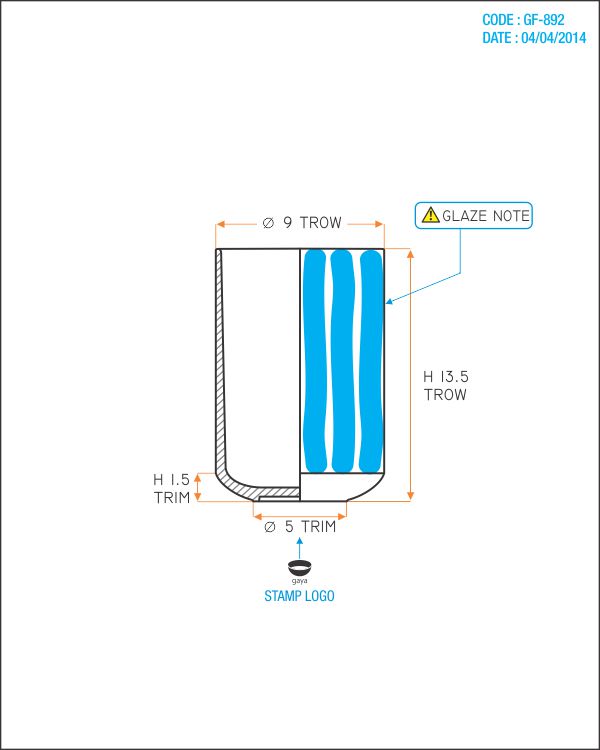 CODE : GF-892
DATE : 04/04/2014
⚠ GLAZE NOTE
Ø 9 TROW
H 13.5
TROW
H 1.5
TRIM
Ø 5 TRIM
gaya
STAMP LOGO